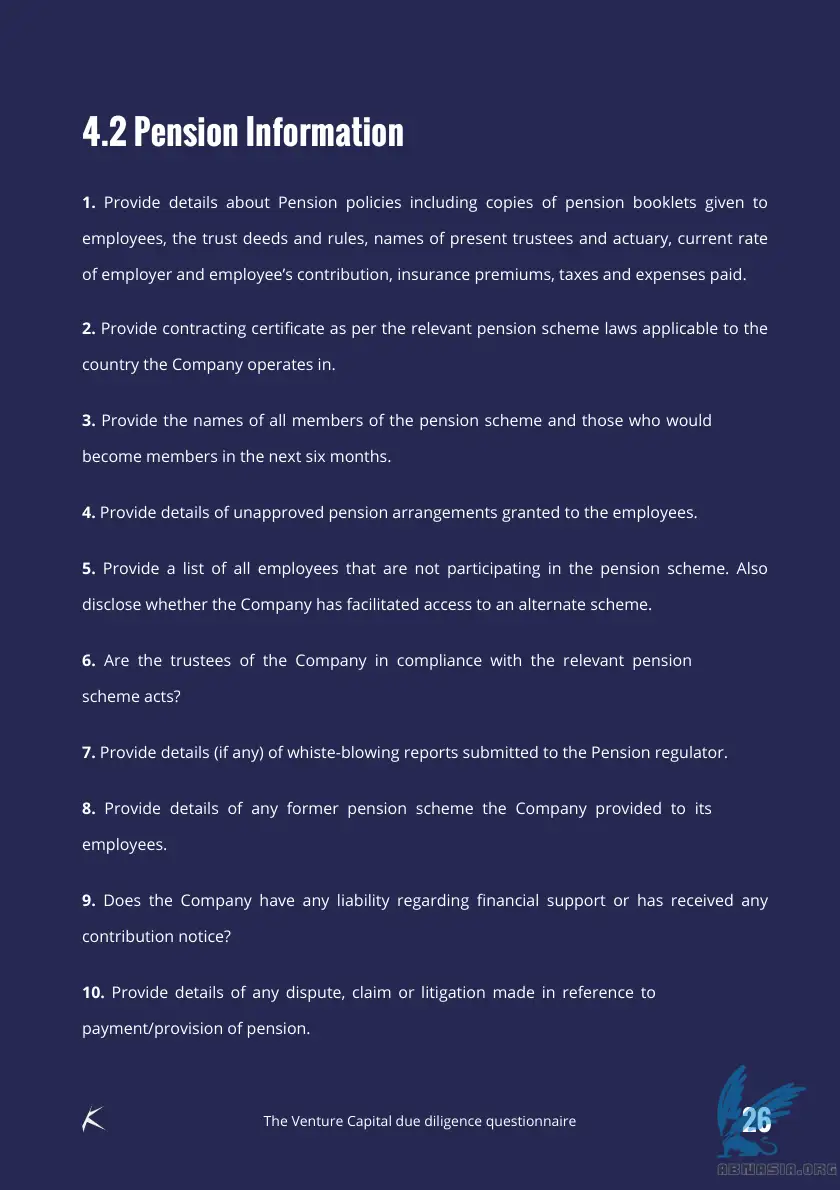 4.2 Pension Information
1. Provide details about Pension policies including copies of pension booklets given to
employees, the trust deeds and rules, names of present trustees and actuary, current rate
of employer and employee’s contribution, insurance premiums, taxes and expenses paid.
2. Provide contracting certificate as per the relevant pension scheme laws applicable to the
country the Company operates in.
3. Provide the names of all members of the pension scheme and those who would
become members in the next six months.
4. Provide details of unapproved pension arrangements granted to the employees.
5. Provide a list of all employees that are not participating in the pension scheme. Also
disclose whether the Company has facilitated access to an alternate scheme.
6. Are the trustees of the Company in compliance with the relevant pension
scheme acts?
7. Provide details (if any) of whiste-blowing reports submitted to the Pension regulator.
8. Provide details of any former pension scheme the Company provided to its
employees.
9. Does the Company have any liability regarding financial support or has received any
contribution notice?
10. Provide details of any dispute, claim or litigation made in reference to
payment/provision of pension.
The Venture Capital due diligence questionnaire
26
ABNASIA.ORG